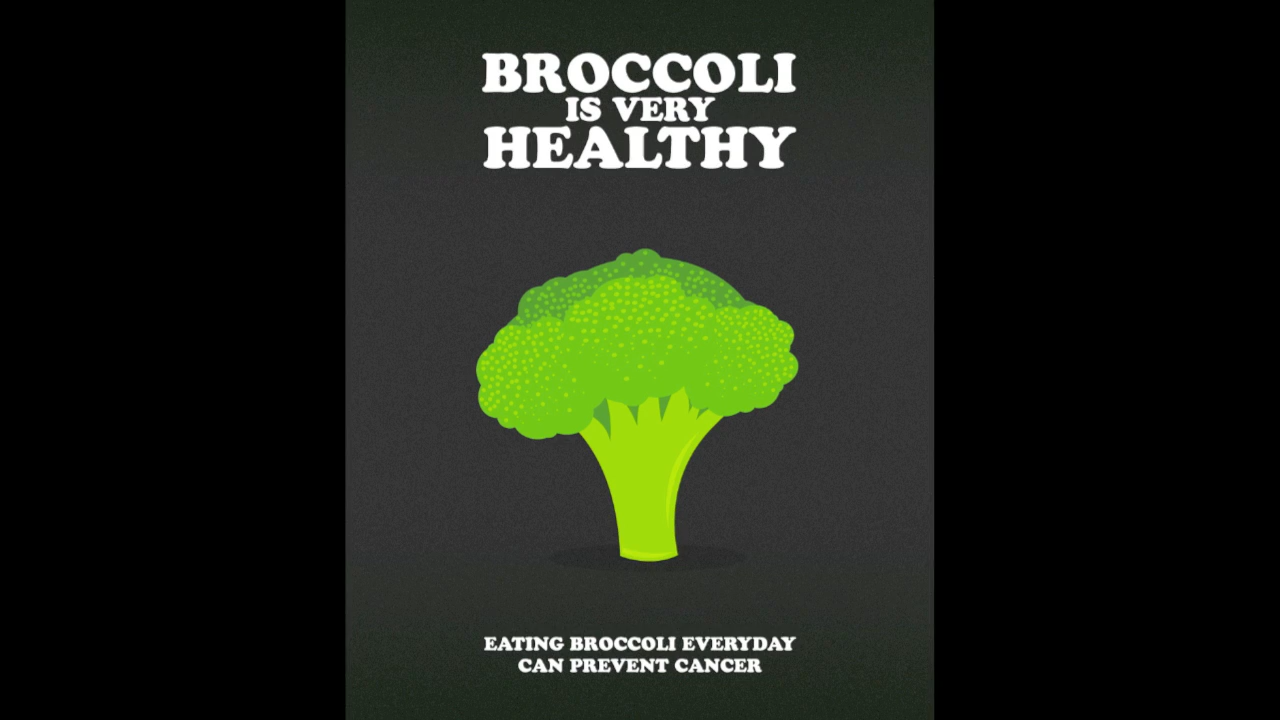 BROCCOLI
IS VERY
HEALTHY
EATING BROCCOLI EVERYDAY
CAN PREVENT CANCER